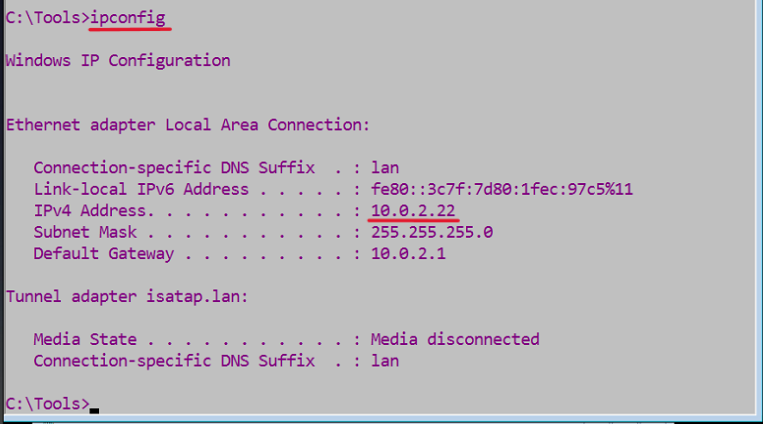 C:\Tools>ipconfig
Windows IP Configuration
Ethernet adapter Local Area Connection:
Connection-specific DNS Suffix  . : lan
Link-local IPv6 Address . . . . . : fe80::3c7f:7d80:1fec:97c5%11
IPv4 Address. . . . . . . . . . . : 10.0.2.22
Subnet Mask . . . . . . . . . . . : 255.255.255.0
Default Gateway . . . . . . . . . : 10.0.2.1
Tunnel adapter isatap.lan:
Media State . . . . . . . . . . . : Media disconnected
Connection-specific DNS Suffix  . : lan
C:\Tools>